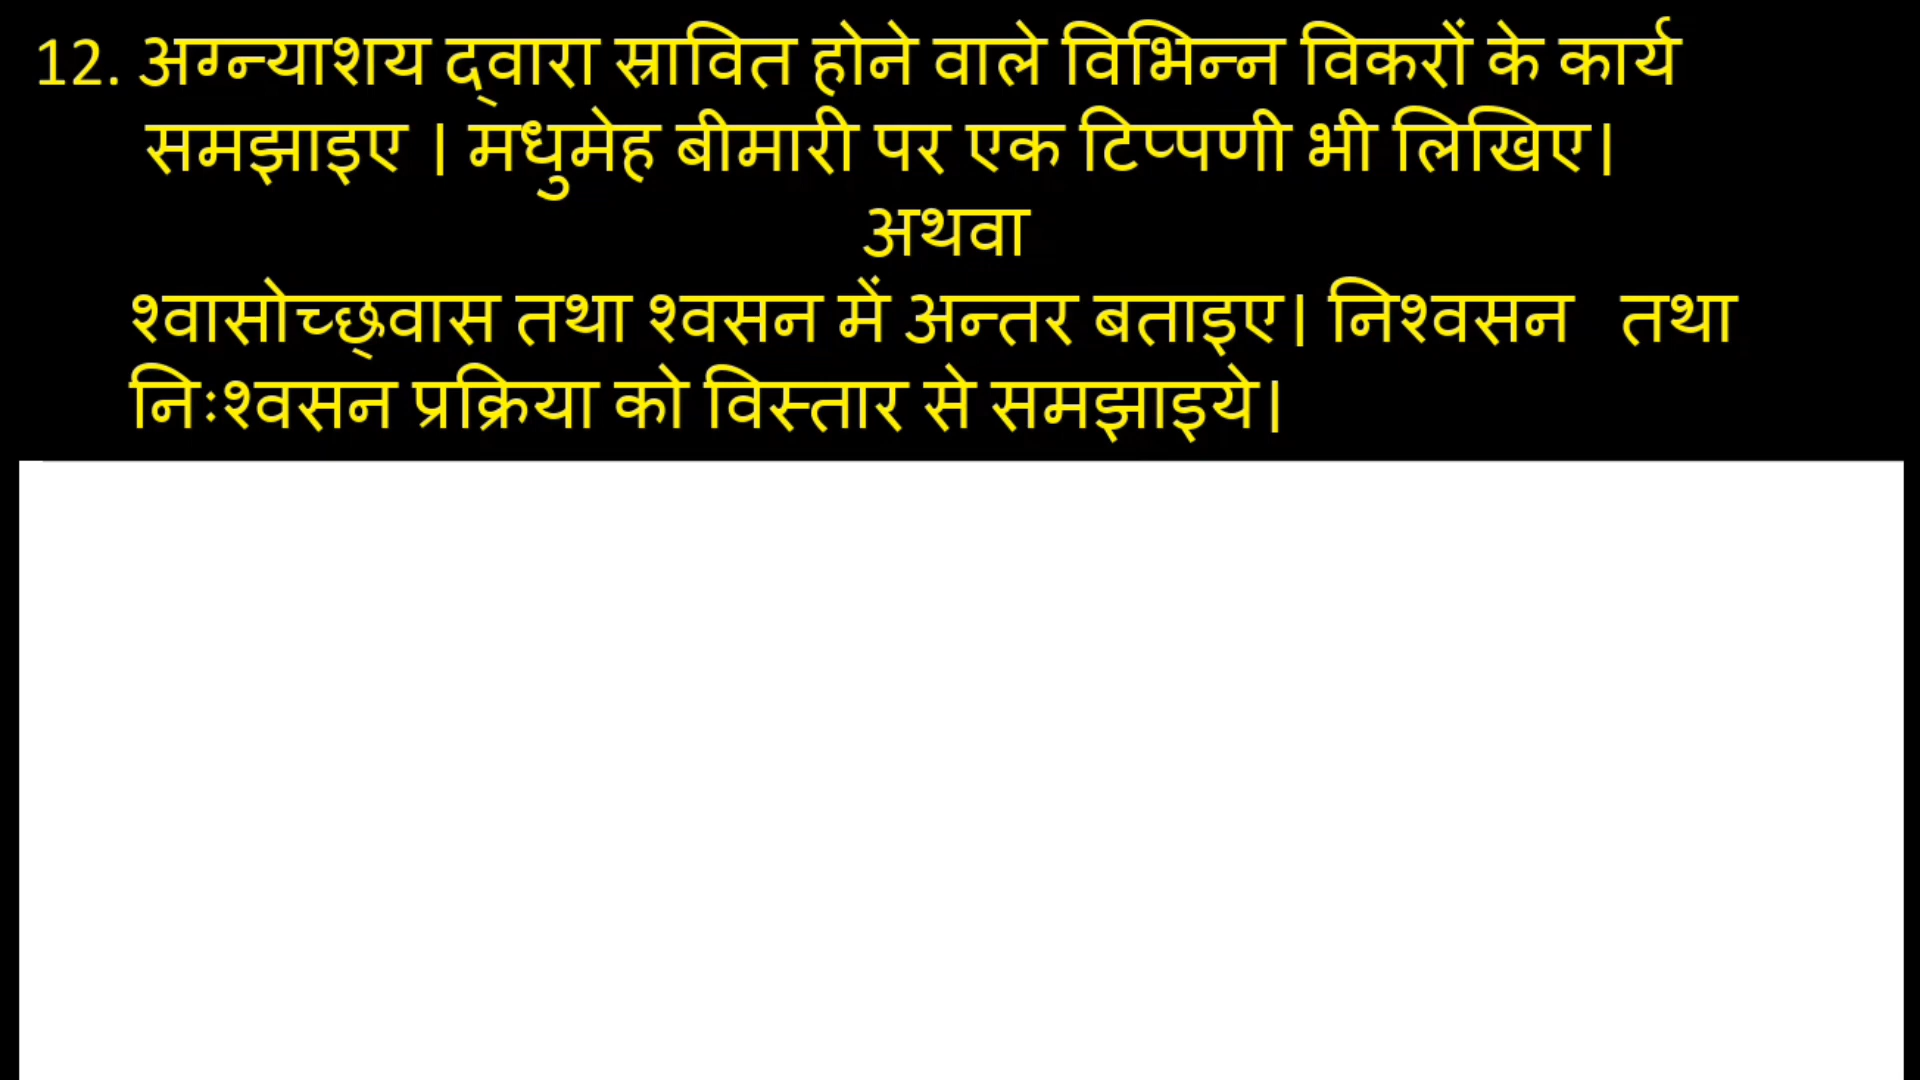 12. अग्न्याशय द्वारा स्रावित होने वाले विभिन्न विकरों के कार्य
समझाइए । मधुमेह बीमारी पर एक टिप्पणी भी लिखिए।
अथवा
श्वासोच्छ्वास तथा श्वसन में अन्तर बताइए। निश्वसन तथा
निःश्वसन प्रक्रिया को विस्तार से समझाइये।